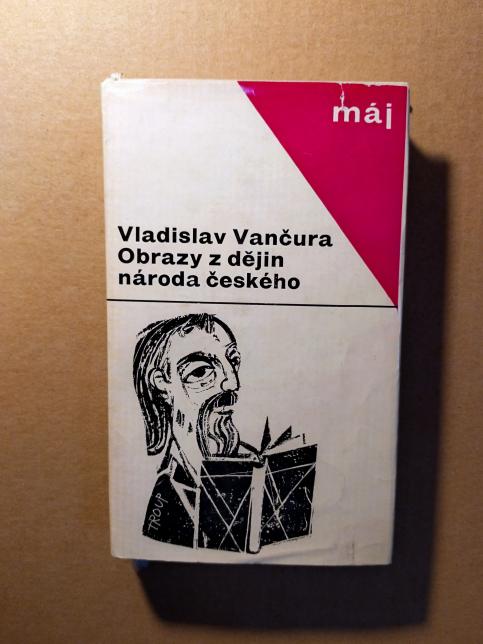 máj
Vladislav Vančura
Obrazy z dějin
národa českého
TROUP